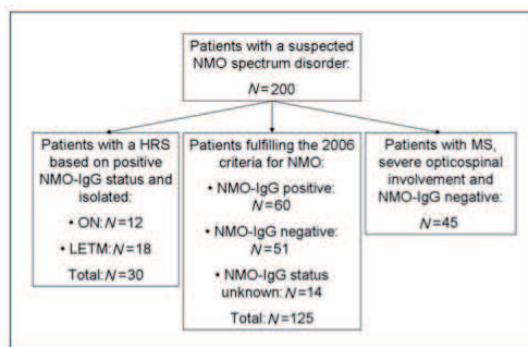 Patients with a suspected
NMO spectrum disorder:
N=200
Patients with a HRS
based on positive
NMO-IgG status and
isolated:
• ON: N=12
• LETM: N=18
Total: N=30
Patients fulfilling the 2006
criteria for NMO:
• NMO-IgG positive:
N=60
• NMO-IgG negative:
N=51
• NMO-IgG status
unknown: N=14
Total: N=125
Patients with MS,
severe opticospinal
involvement and
NMO-IgG negative:
N=45